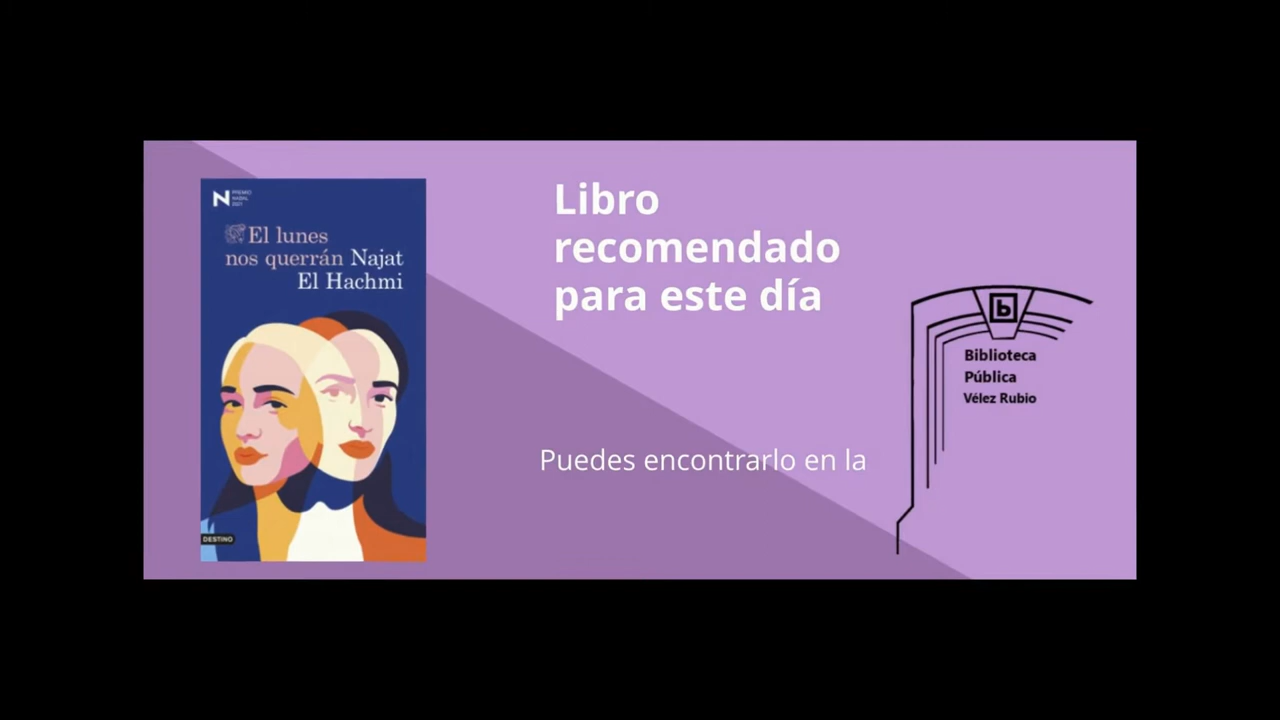 N PREMIO
NADAL
2021
El lunes
nos querrán Najat
El Hachmi
DESTINO
Libro
recomendado
para este día
Puedes encontrarlo en la
b
Biblioteca
Pública
Vélez Rubio